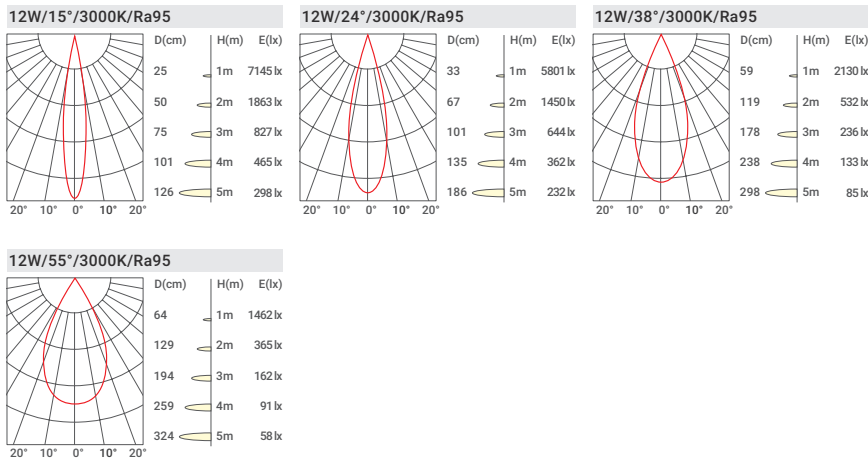 12W/15°/3000K/Ra95
D(cm) H(m) E(lx)
25 1m 7145 lx
50 2m 1863 lx
75 3m 827 lx
101 4m 465 lx
126 5m 298 lx
20° 10° 0° 10° 20°
12W/24°/3000K/Ra95
D(cm) H(m) E(lx)
33 1m 5801 lx
67 2m 1450 lx
101 3m 644 lx
135 4m 362 lx
186 5m 232 lx
20° 10° 0° 10° 20°
12W/38°/3000K/Ra95
D(cm) H(m) E(lx)
59 1m 2130 lx
119 2m 532 lx
178 3m 236 lx
238 4m 133 lx
298 5m 85 lx
20° 10° 0° 10° 20°
12W/55°/3000K/Ra95
D(cm) H(m) E(lx)
64 1m 1462 lx
129 2m 365 lx
194 3m 162 lx
259 4m 91 lx
324 5m 58 lx
20° 10° 0° 10° 20°